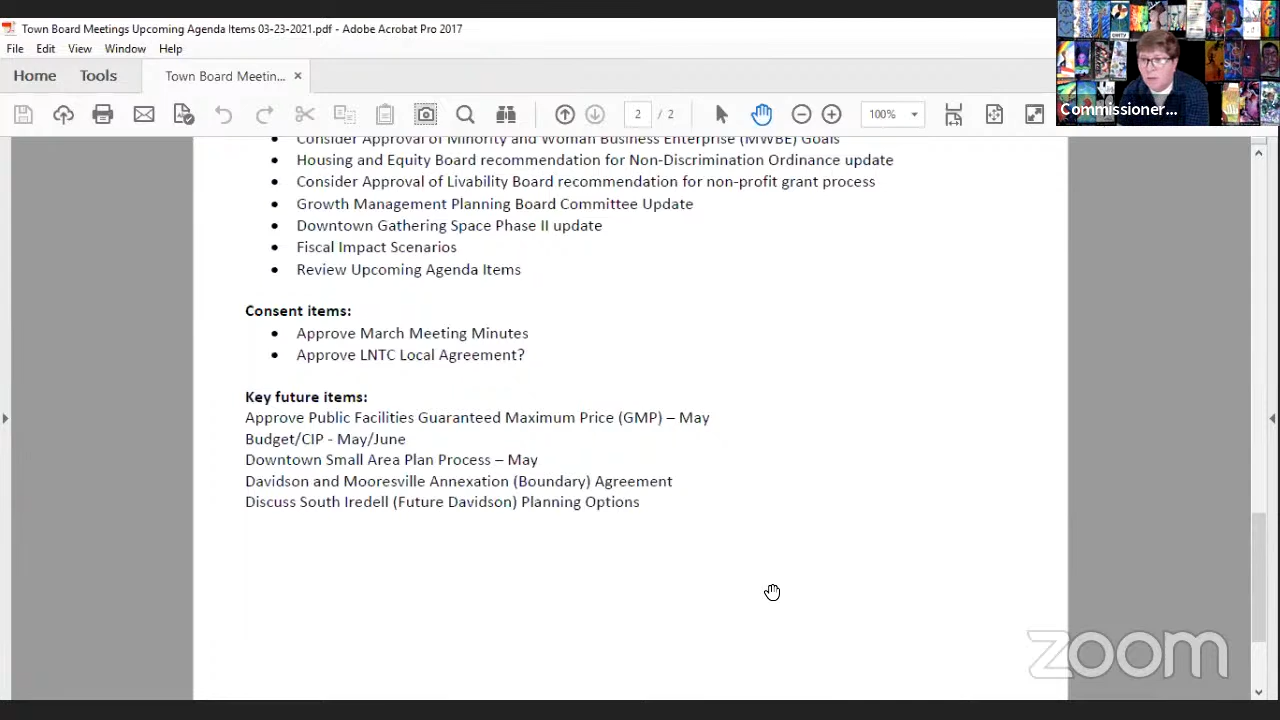 Town Board Meetings Upcoming Agenda Items 03-23-2021.pdf - Adobe Acrobat Pro 2017
File Edit View Window Help
Home Tools Town Board Meetin... ×
2 / 2 100%
Commissioner...
• Consider Approval of Minority and Woman Business Enterprise (MWBE) Goals
• Housing and Equity Board recommendation for Non-Discrimination Ordinance update
• Consider Approval of Livability Board recommendation for non-profit grant process
• Growth Management Planning Board Committee Update
• Downtown Gathering Space Phase II update
• Fiscal Impact Scenarios
• Review Upcoming Agenda Items
Consent items:
• Approve March Meeting Minutes
• Approve LNTC Local Agreement?
Key future items:
Approve Public Facilities Guaranteed Maximum Price (GMP) – May
Budget/CIP - May/June
Downtown Small Area Plan Process – May
Davidson and Mooresville Annexation (Boundary) Agreement
Discuss South Iredell (Future Davidson) Planning Options
zoom